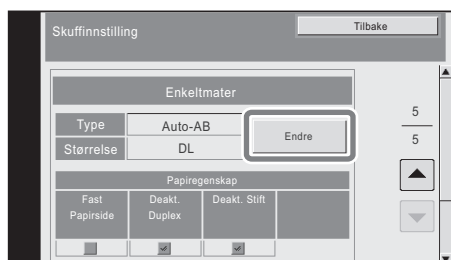 Skuffinnstilling
Tilbake
Enkeltmater
Type
Auto-AB
Størrelse
DL
Endre
5
5
Papiregenskap
Fast
Papirside
Deakt.
Duplex
Deakt. Stift